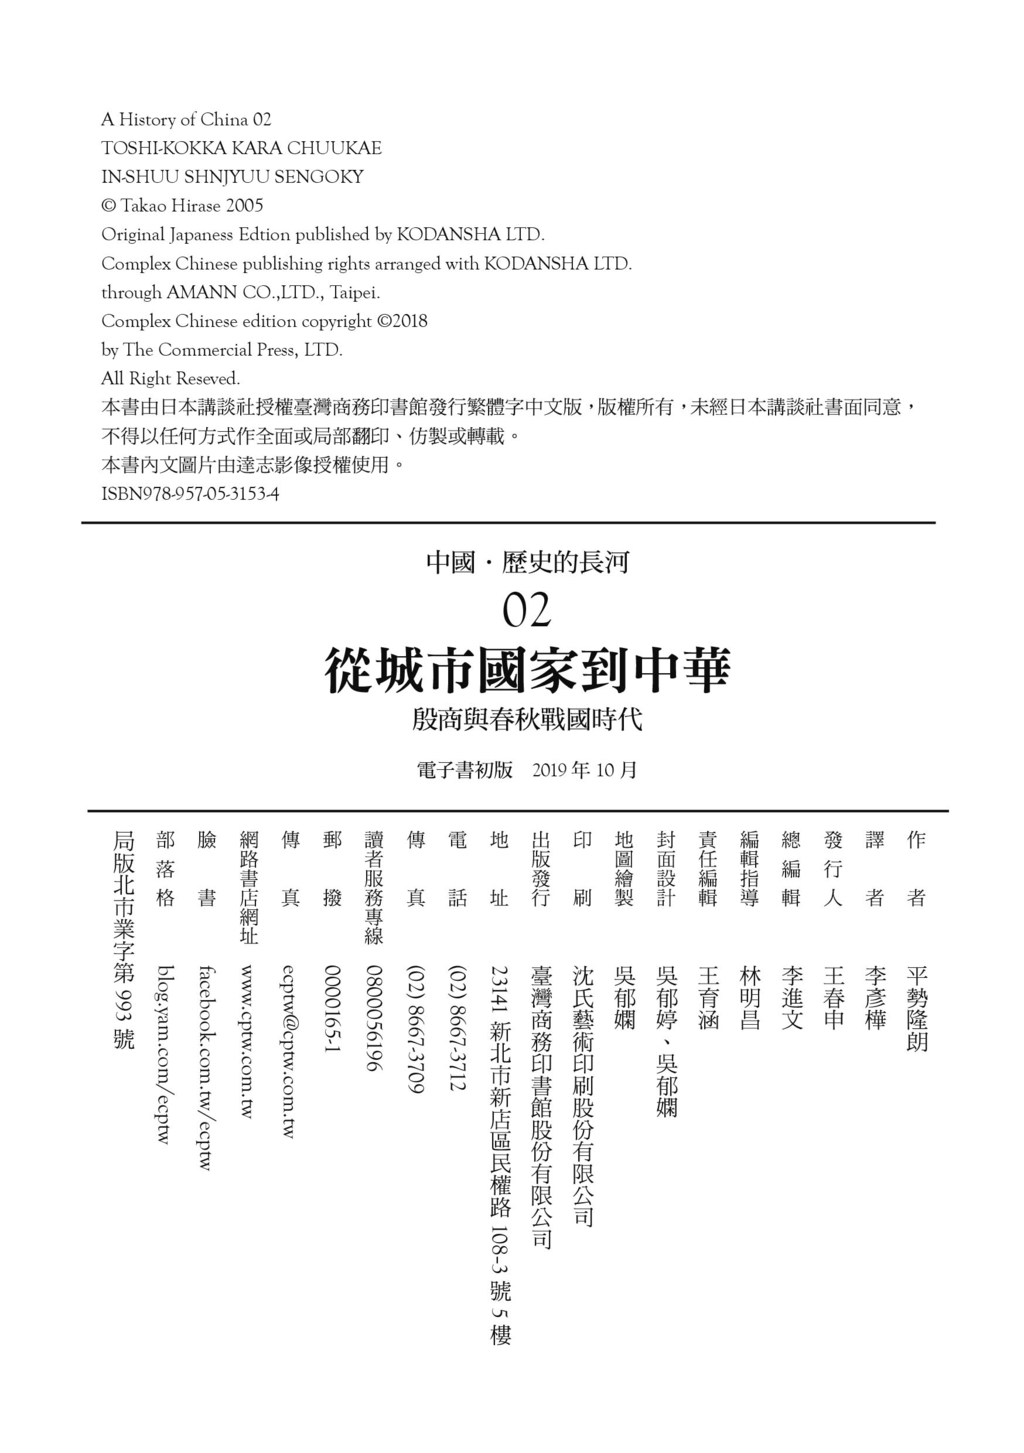 A History of China 02
TOSHI-KOKKA KARA CHUUKAE
IN-SHUU SHNJYUU SENGOKY
© Takao Hirase 2005
Original Japaness Edtion published by KODANSHA LTD.
Complex Chinese publishing rights arranged with KODANSHA LTD.
through AMANN CO.,LTD., Taipei.
Complex Chinese edition copyright ©2018
by The Commercial Press, LTD.
All Right Reseved.
本書由日本講談社授權臺灣商務印書館發行繁體字中文版，版權所有，未經日本講談社書面同意，
不得以任何方式作全面或局部翻印、仿製或轉載。
本書內文圖片由達志影像授權使用。
ISBN978-957-05-3153-4
中國・歷史的長河
02
從城市國家到中華
殷商與春秋戰國時代
電子書初版 2019 年 10 月
作者 平勢隆朗
譯者 李彥樺
發行人 王春申
總編輯 李進文
編輯指導 林明昌
責任編輯 王育涵
封面設計 吳郁婷、吳郁嫻
地圖繪製 吳郁嫻
印刷 沈氏藝術印刷股份有限公司
出版發行 臺灣商務印書館股份有限公司
地址 23141 新北市新店區民權路 108-3 號 5 樓
電話 (02) 8667-3712
傳真 (02) 8667-3709
讀者服務專線 0800056196
郵撥 0000165-1
傳真 ecptw@cptw.com.tw
網路書店網址 www.cptw.com.tw
臉書 facebook.com.tw/ecptw
部落格 blog.yam.com/ecptw
局版北市業字第 993 號